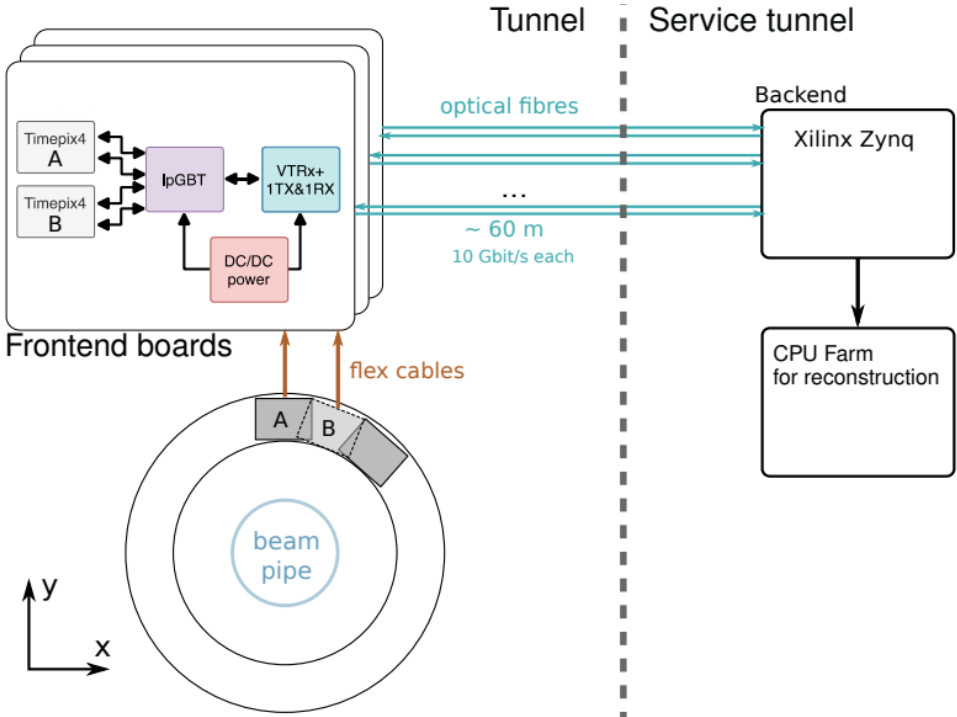 Tunnel
Service tunnel
optical fibres
Backend
Xilinx Zynq
Timepix4
A
Timepix4
B
lpGBT
VTRx+
1TX&1RX
DC/DC
power
...
~ 60 m
10 Gbit/s each
Frontend boards
flex cables
CPU Farm
for reconstruction
A
B
beam
pipe
y
x